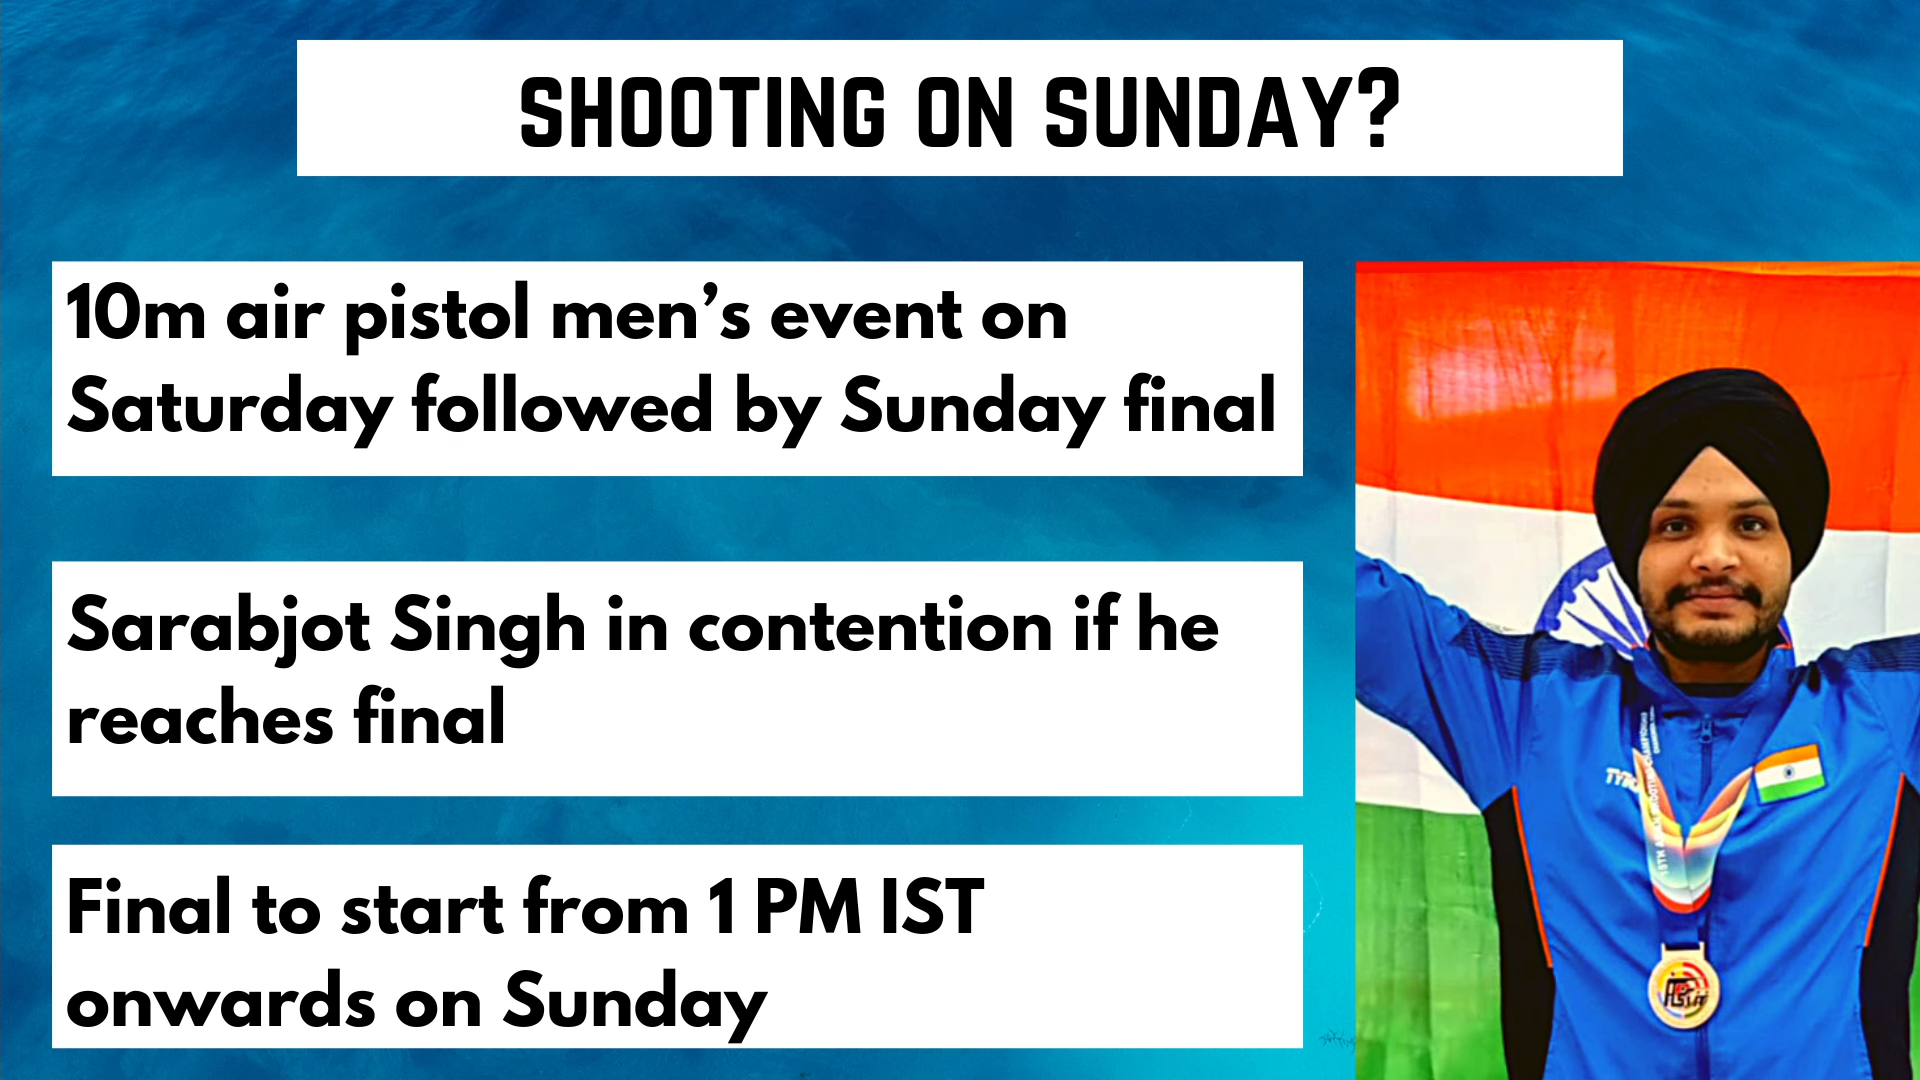 SHOOTING ON SUNDAY?
10m air pistol men’s event on
Saturday followed by Sunday final
Sarabjot Singh in contention if he
reaches final
Final to start from 1 PM IST
onwards on Sunday